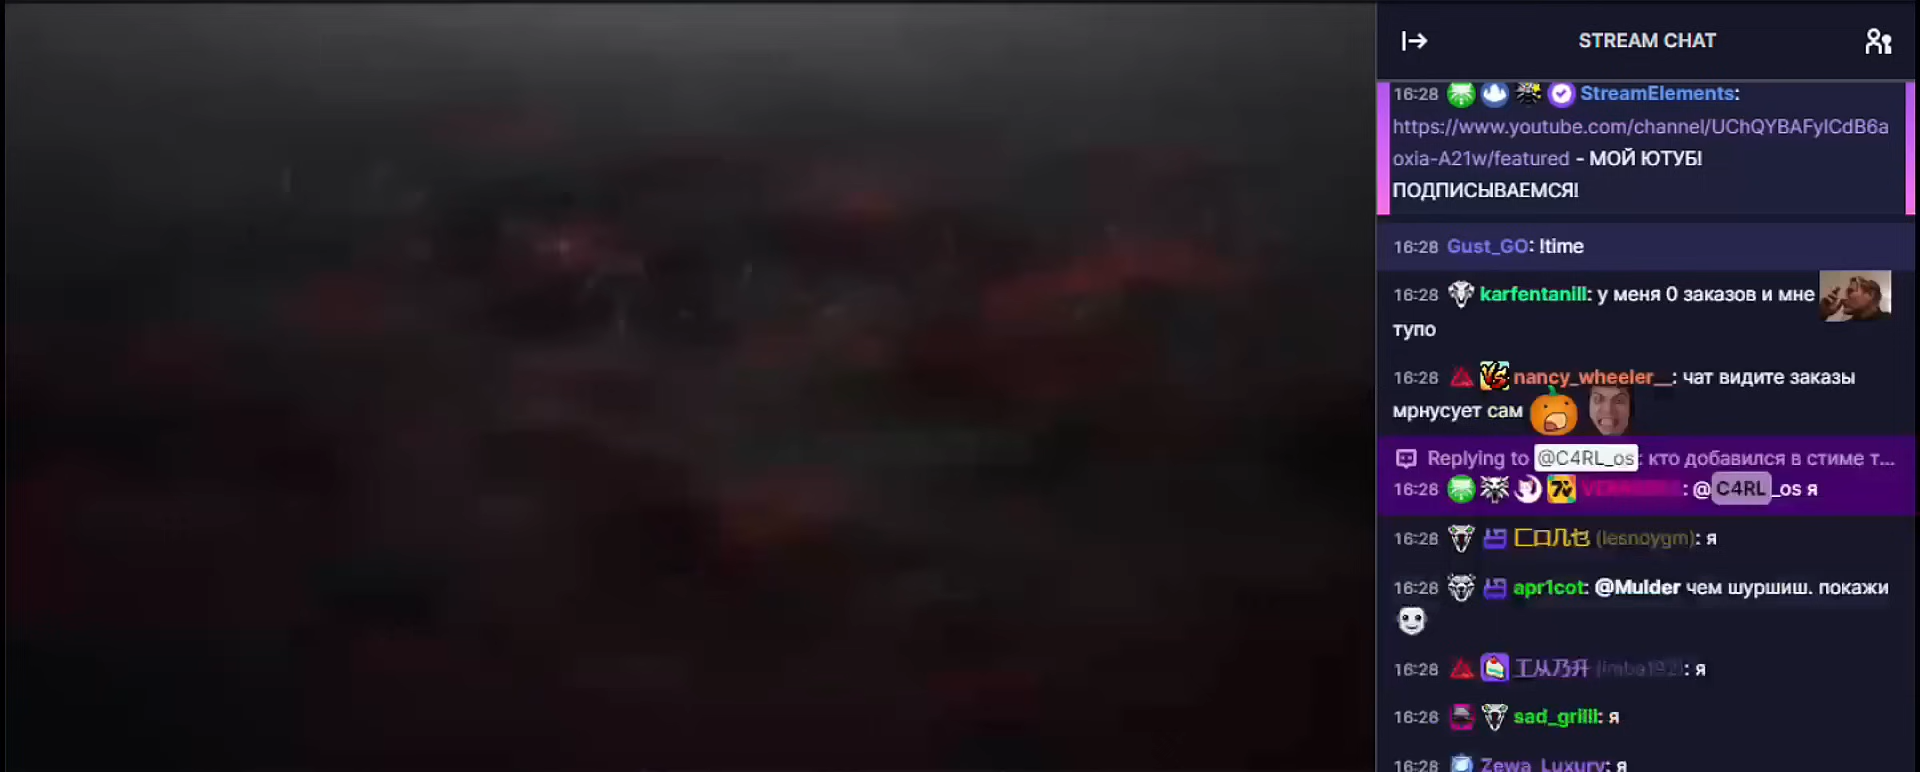 STREAM CHAT
16:28 StreamElements:
https://www.youtube.com/channel/UChQYBAFylCdB6a
oxia-A21w/featured - МОЙ ЮТУБ!
ПОДПИСЫВАЕМСЯ!
16:28 Gust_GO: !time
16:28 karfentanill: у меня 0 заказов и мне
тупо
16:28 nancy_wheeler__: чат видите заказы
мрнусует сам
Replying to @C4RL_os: кто добавился в стиме т...
16:28 : @C4RL_os я
16:28 (lesnoygm): я
16:28 apr1cot: @Mulder чем шуршиш. покажи
16:28 (imba192): я
16:28 sad_grilll: я
16:28 Zewa_Luxury: я